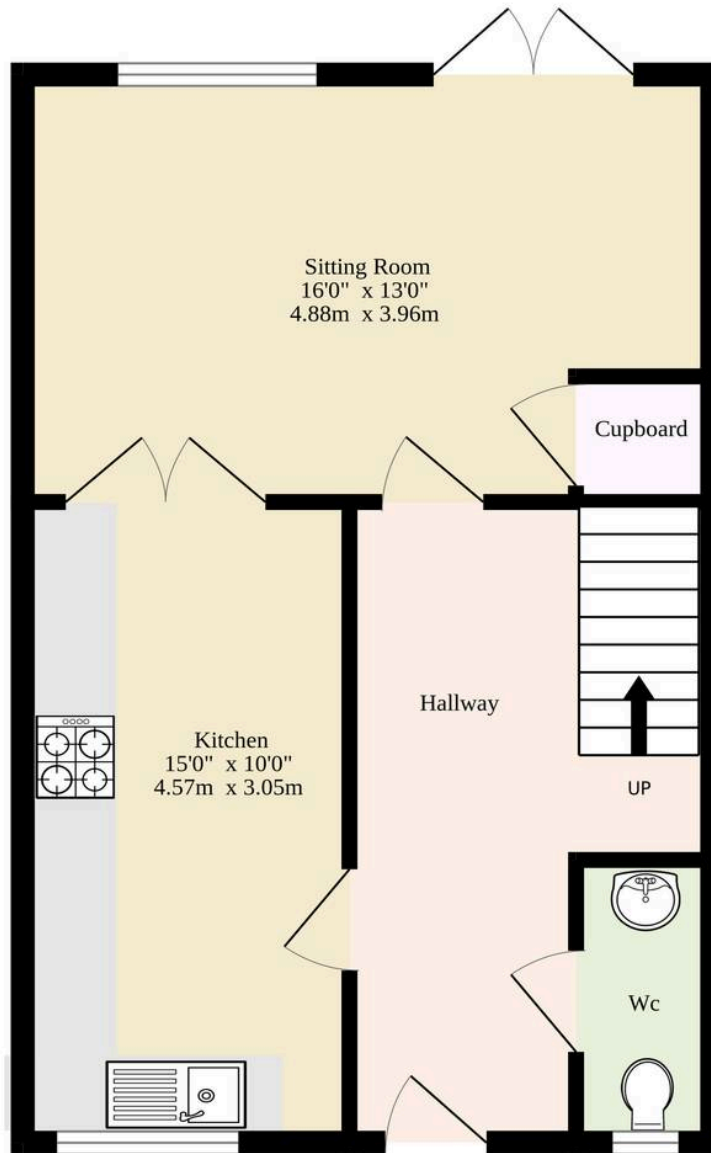 Sitting Room
16'0" x 13'0"
4.88m x 3.96m
Cupboard
Hallway
Kitchen
15'0" x 10'0"
4.57m x 3.05m
UP
Wc